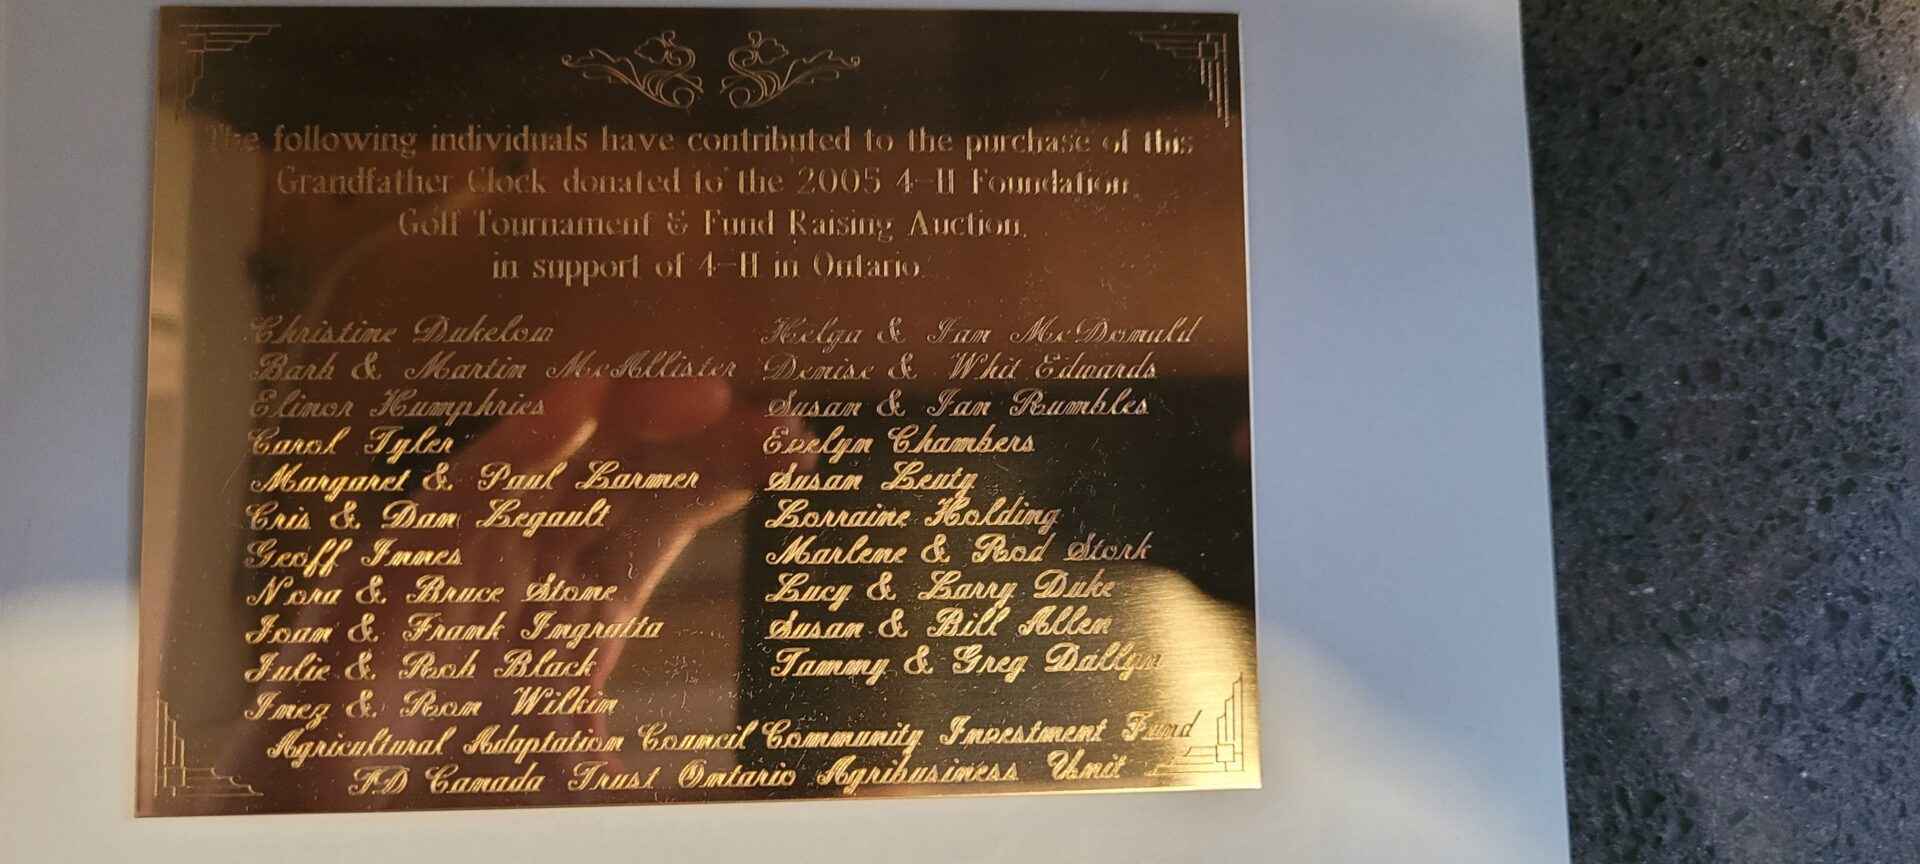 The following individuals have contributed to the purchase of this
Grandfather Clock donated to the 2005 4-H Foundation
Golf Tournament & Fund Raising Auction,
in support of 4-H in Ontario.
Christine Dukelow
Barb & Martin McAllister
Elinor Humphries
Carol Tyler
Margaret & Paul Larmer
Cris & Dan Legault
Geoff Innes
Nora & Bruce Stone
Joan & Frank Ingratta
Julie & Rob Black
Inez & Ron Wilkin
Helga & Ian McDonald
Denise & Whit Edwards
Susan & Ian Rumbles
Evelyn Chambers
Susan Leuty
Lorraine Holding
Marlene & Rod Stork
Lucy & Larry Duke
Susan & Bill Allen
Tammy & Greg Dallyn
Agricultural Adaptation Council Community Investment Fund
TD Canada Trust Ontario Agribusiness Unit